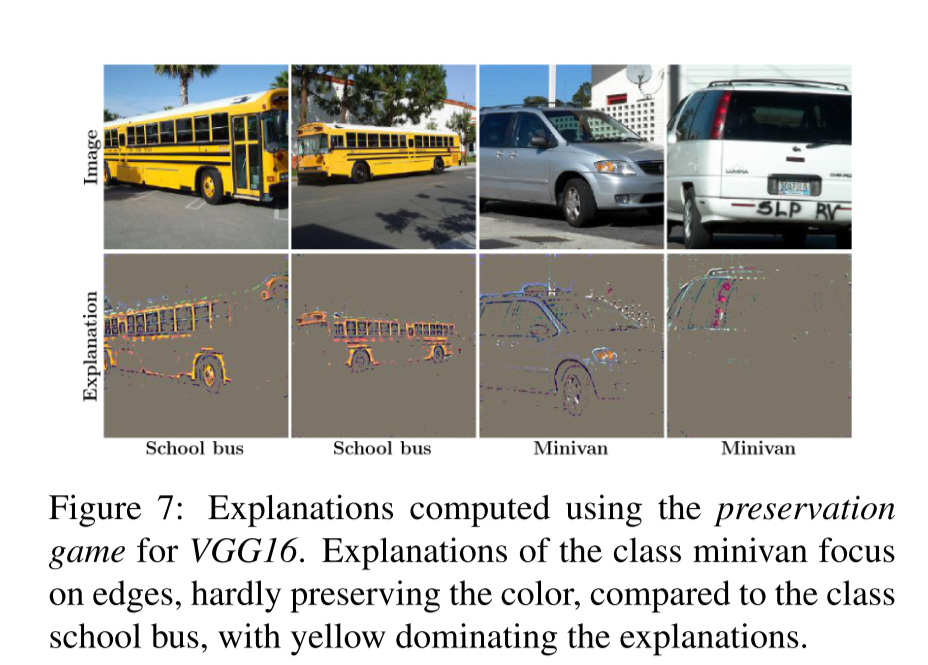 Image
SLP RV
Explanation
School bus
School bus
Minivan
Minivan
Figure 7: Explanations computed using the preservation
game for VGG16. Explanations of the class minivan focus
on edges, hardly preserving the color, compared to the class
school bus, with yellow dominating the explanations.